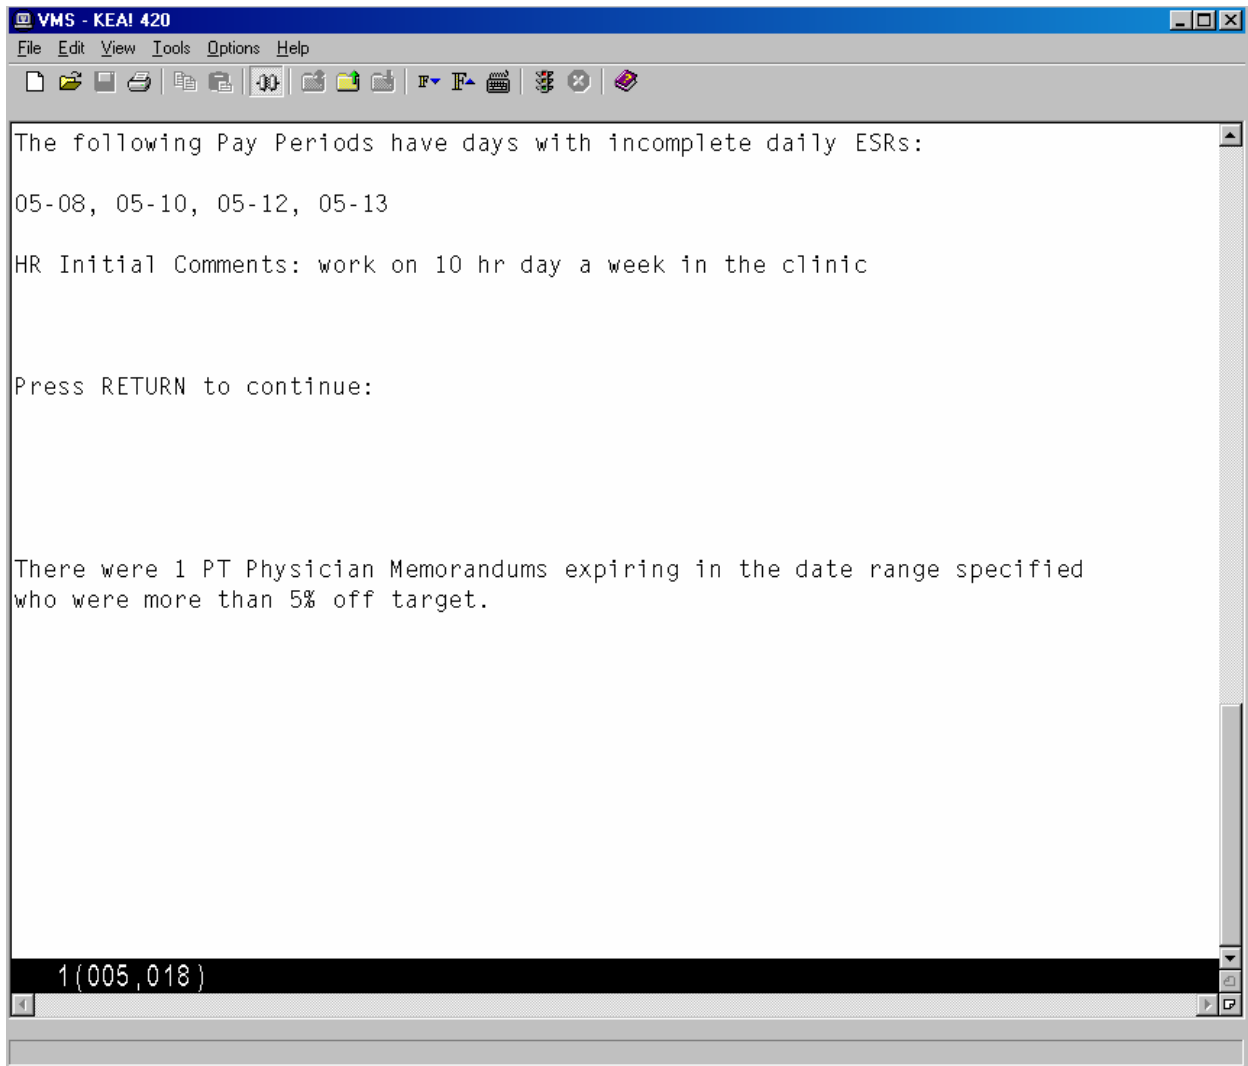 VMS - KEA! 420
File Edit View Tools Options Help
The following Pay Periods have days with incomplete daily ESRs:
05-08, 05-10, 05-12, 05-13
HR Initial Comments: work on 10 hr day a week in the clinic
Press RETURN to continue:
There were 1 PT Physician Memorandums expiring in the date range specified
who were more than 5% off target.
1(005,018)